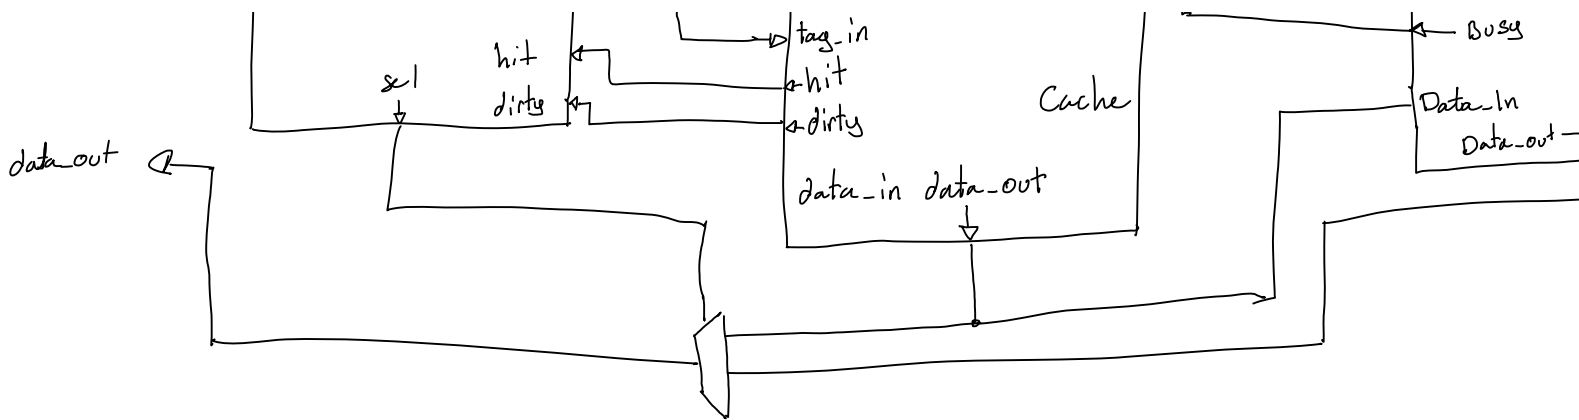 tag_in
Busy
hit
hit
sel
Cache
dirty
Data_In
dirty
Data_out
data_out
data_in data_out